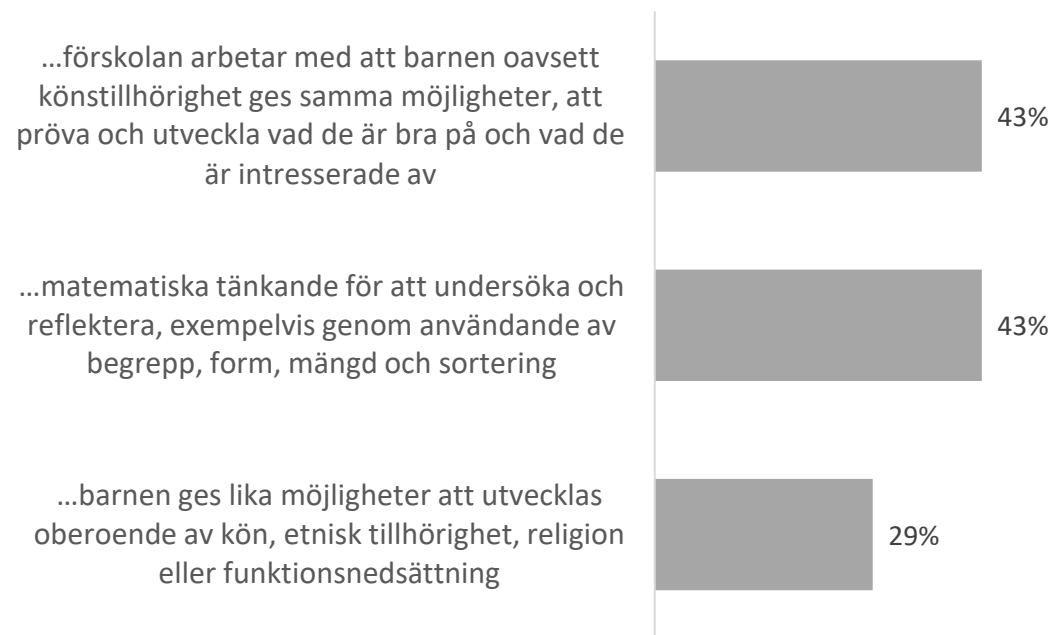 …förskolan arbetar med att barnen oavsett
könstillhörighet ges samma möjligheter, att
pröva och utveckla vad de är bra på och vad de
är intresserade av
43%
…matematiska tänkande för att undersöka och
reflektera, exempelvis genom användande av
begrepp, form, mängd och sortering
43%
…barnen ges lika möjligheter att utvecklas
oberoende av kön, etnisk tillhörighet, religion
eller funktionsnedsättning
29%